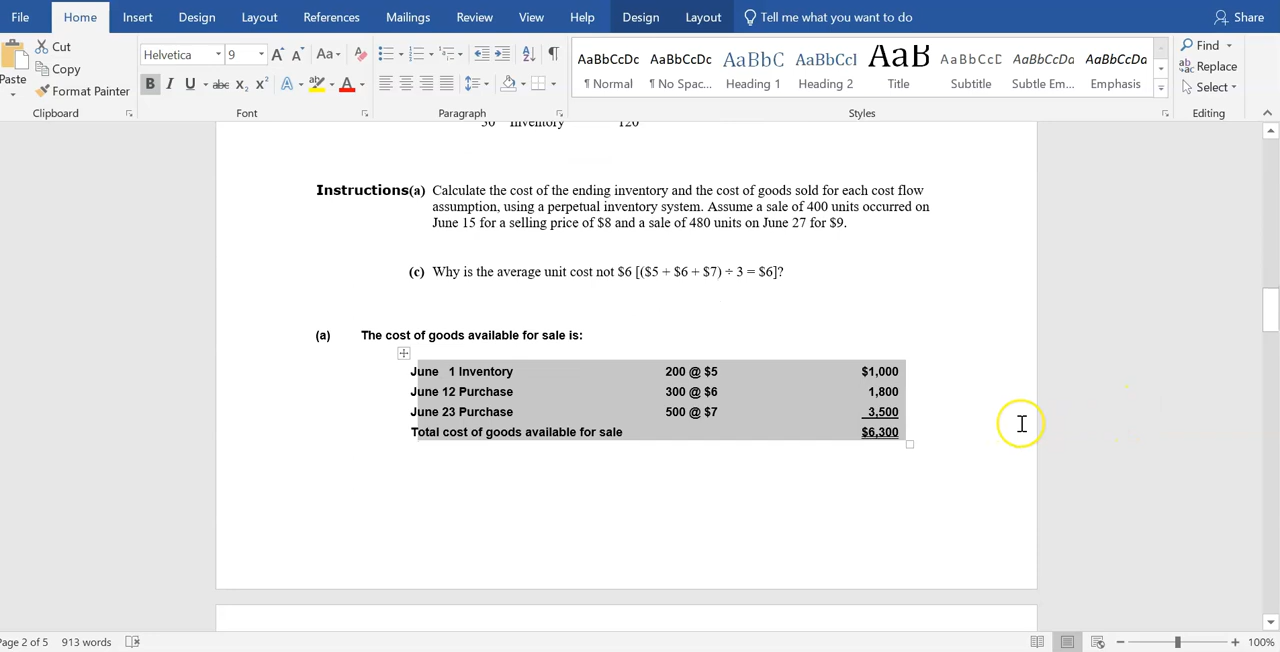 File Home Insert Design Layout References Mailings Review View Help Design Layout Tell me what you want to do Share
Paste Cut Copy Format Painter
Helvetica 9 Aa
abc X₂ X²
AaBbCcDc AaBbCcDc AaBbC AaBbCcl AaB AaBbCcD AaBbCcDa AaBbCcDa
¶ Normal ¶ No Spac... Heading 1 Heading 2 Title Subtitle Subtle Em... Emphasis
Find Replace Select
Clipboard Font Paragraph Styles Editing
30 Inventory 120
Instructions(a) Calculate the cost of the ending inventory and the cost of goods sold for each cost flow
assumption, using a perpetual inventory system. Assume a sale of 400 units occurred on
June 15 for a selling price of $8 and a sale of 480 units on June 27 for $9.
(c) Why is the average unit cost not $6 [($5 + $6 + $7) ÷ 3 = $6]?
(a) The cost of goods available for sale is:
June 1 Inventory 200 @ $5 $1,000
June 12 Purchase 300 @ $6 1,800
June 23 Purchase 500 @ $7 3,500
Total cost of goods available for sale $6,300
Page 2 of 5 913 words 100%